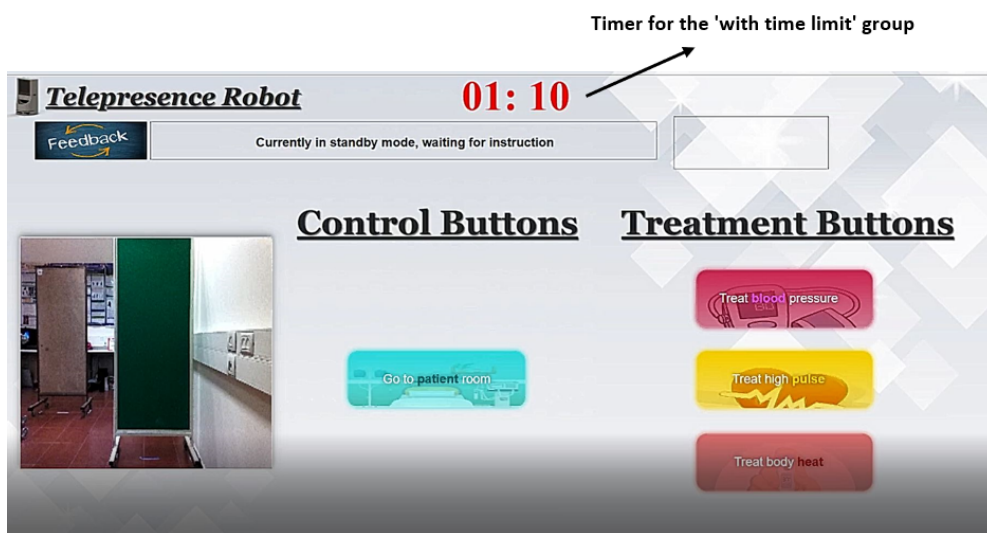 Timer for the 'with time limit' group
Telepresence Robot
01: 10
Feedback
Currently in standby mode, waiting for instruction
Control Buttons
Treatment Buttons
Treat blood pressure
Go to patient room
Treat high pulse
Treat body heat